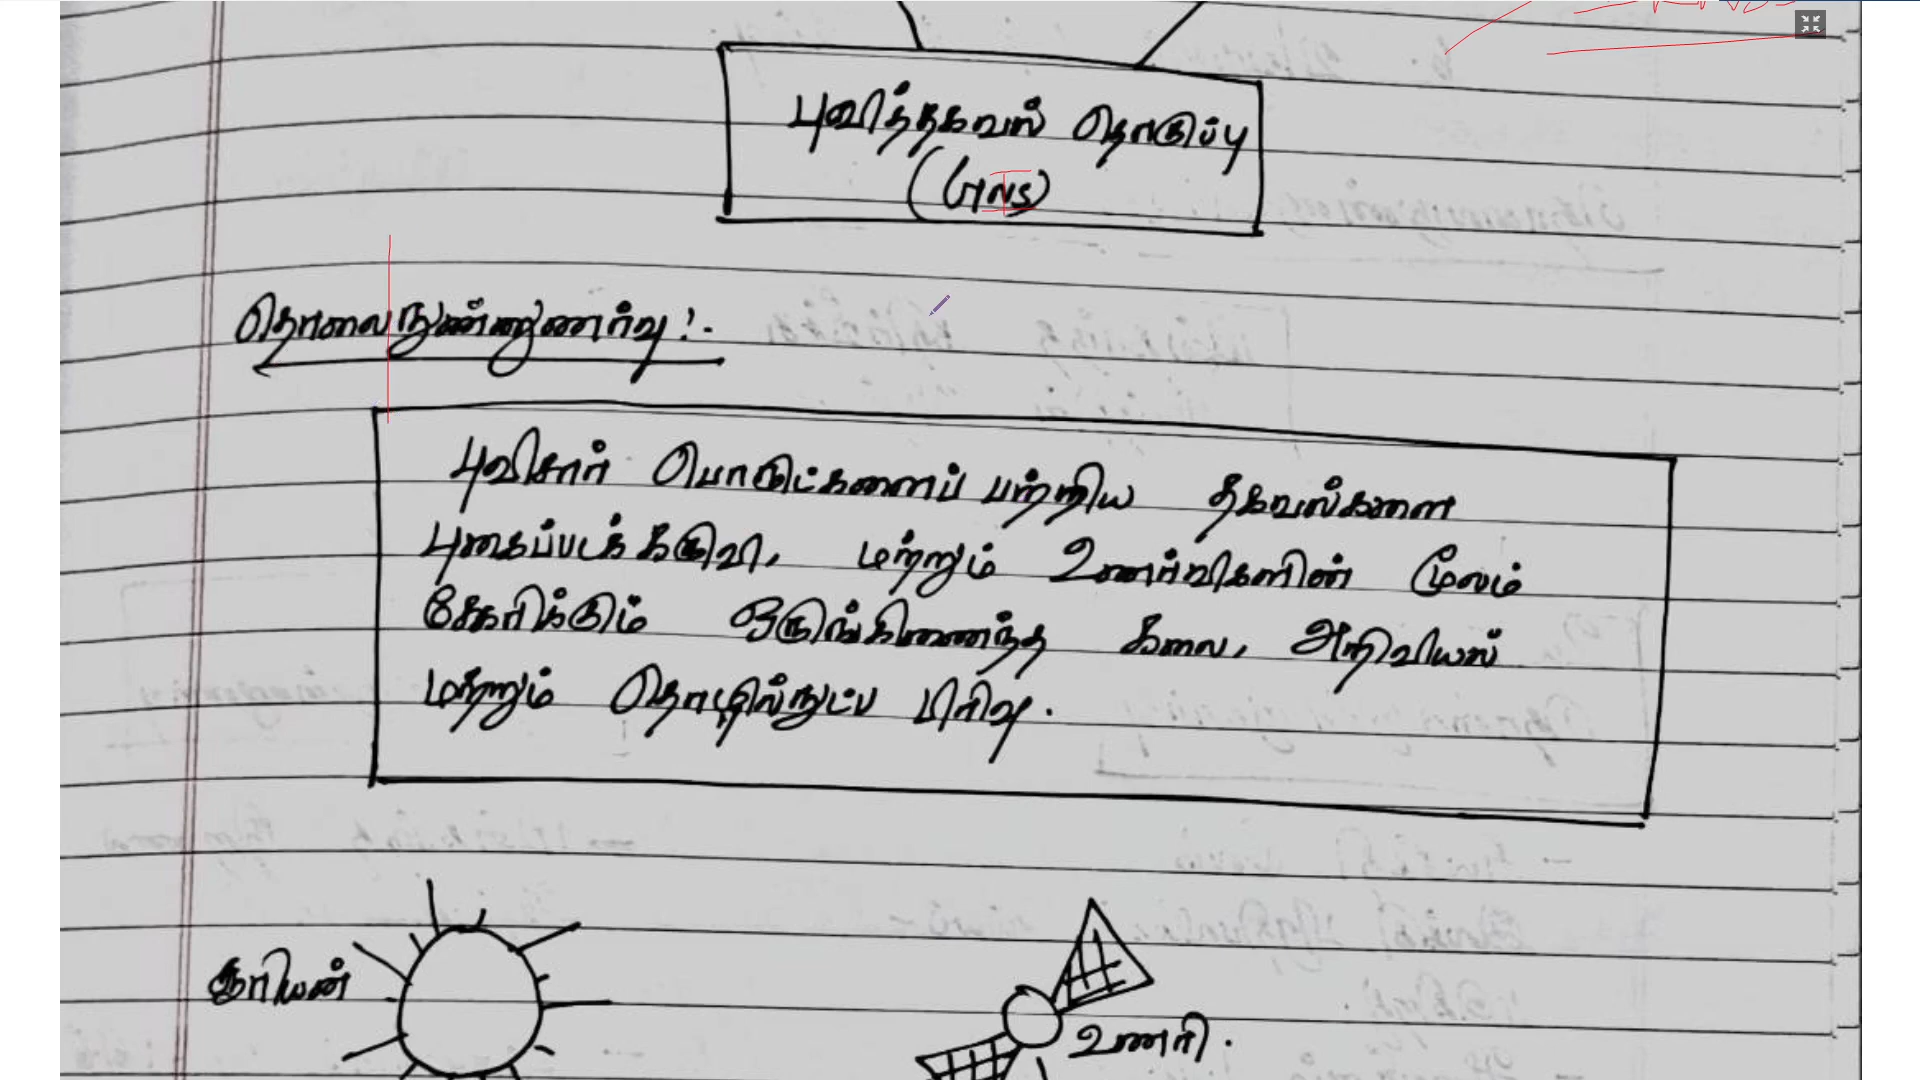 புவித்தகவல் தொகுப்பு
(GNS)
தொலை நுண்ணுணர்வு :-
புவிசார் பொருட்களைப் பற்றிய தகவல்களை
புகைப்படக் கருவி, மற்றும் உணர்விகளின் மூலம்
சேகரிக்கும் ஒருங்கிணைந்த கலை, அறிவியல்
மற்றும் தொழில்நுட்ப பிரிவு.
சூரியன்
உணரி.